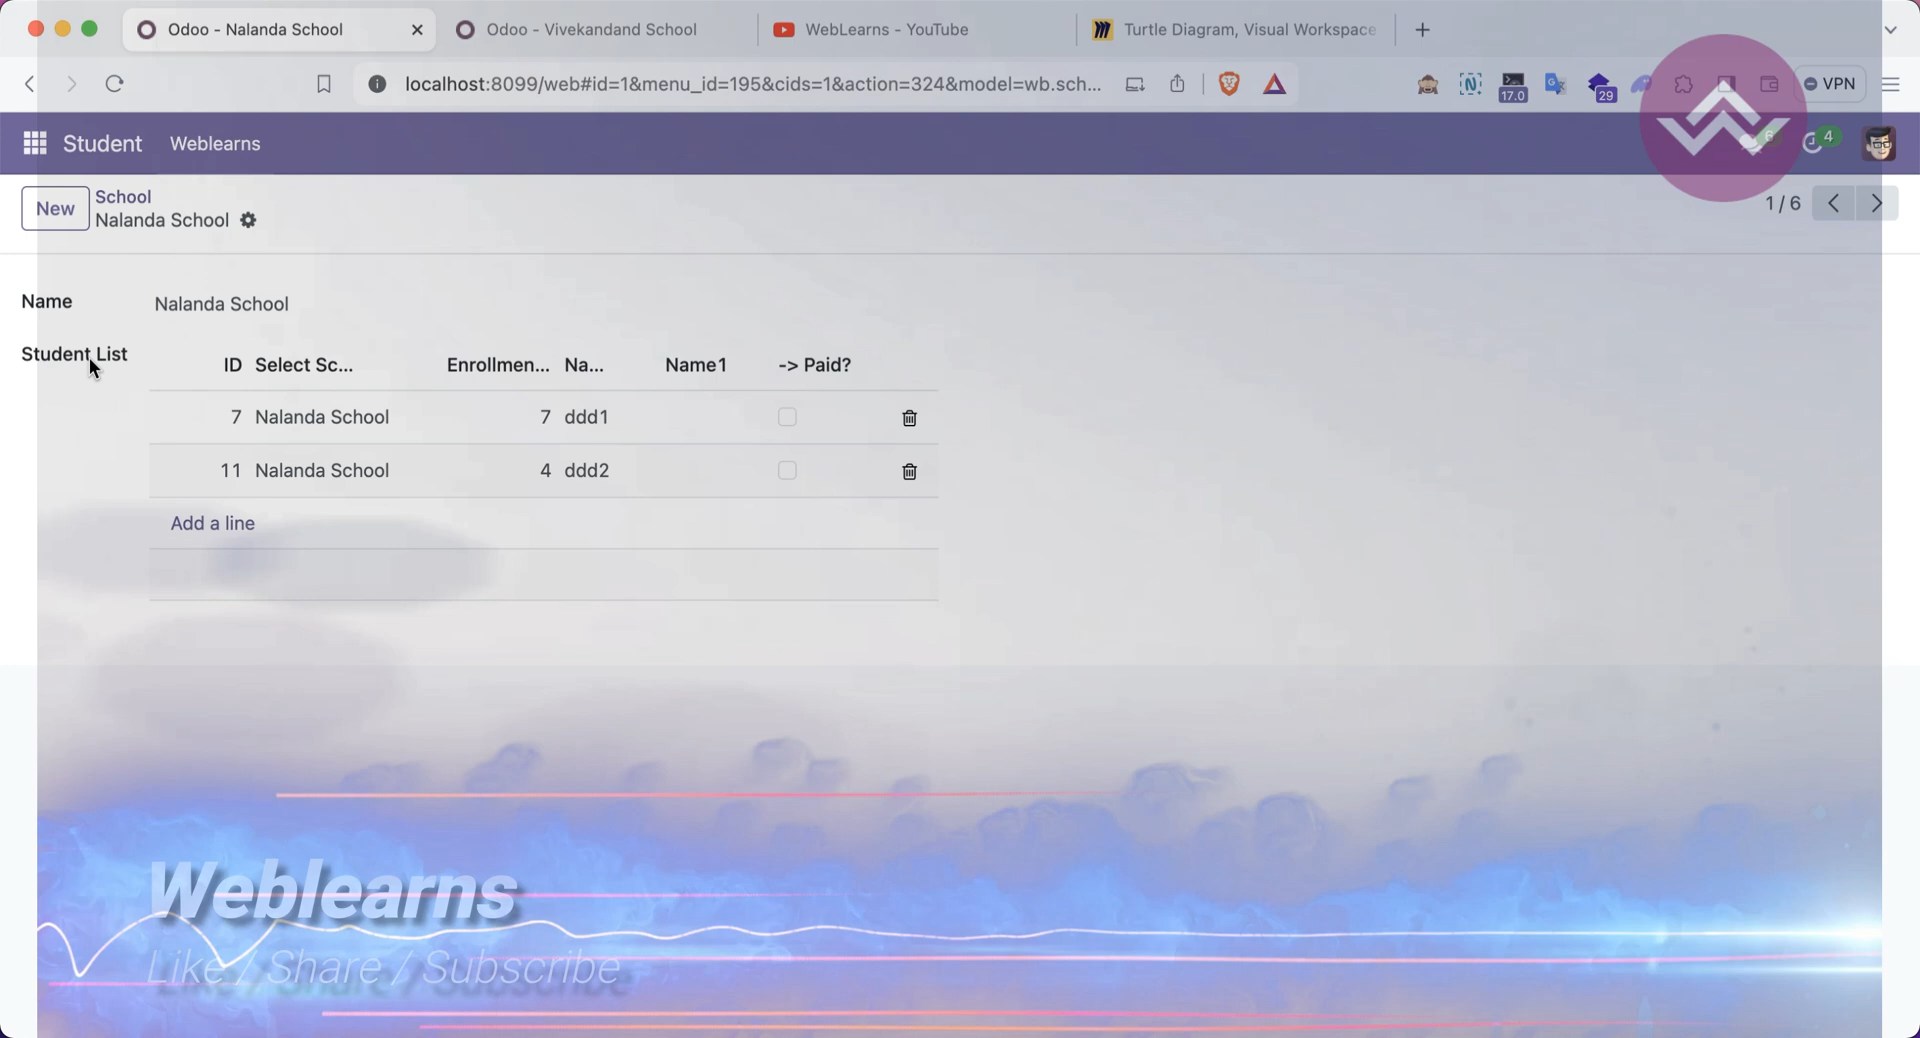 Odoo - Nalanda School
Odoo - Vivekandand School
WebLearns - YouTube
Turtle Diagram, Visual Workspace
localhost:8099/web#id=1&menu_id=195&cids=1&action=324&model=wb.sch...
17.0
29
VPN
Student
Weblearns
6
4
New
School
Nalanda School
1 / 6
Name
Nalanda School
Student List
ID Select Sc... Enrollmen... Na... Name1 -> Paid?
7 Nalanda School 7 ddd1
11 Nalanda School 4 ddd2
Add a line
Weblearns
Like / Share / Subscribe